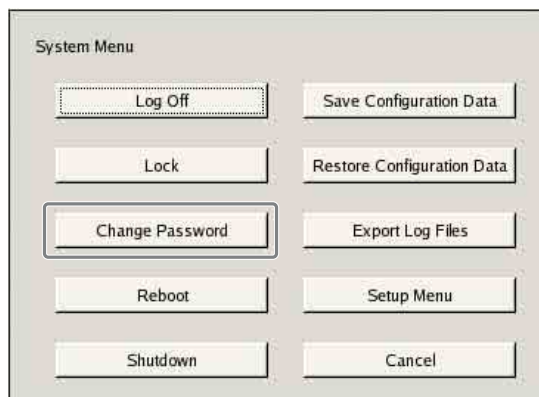 System Menu
Log Off
Save Configuration Data
Lock
Restore Configuration Data
Change Password
Export Log Files
Reboot
Setup Menu
Shutdown
Cancel